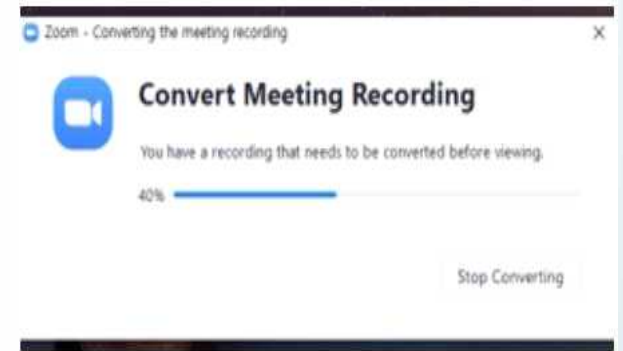 Zoom - Converting the meeting recording
Convert Meeting Recording
You have a recording that needs to be converted before viewing.
40%
Stop Converting